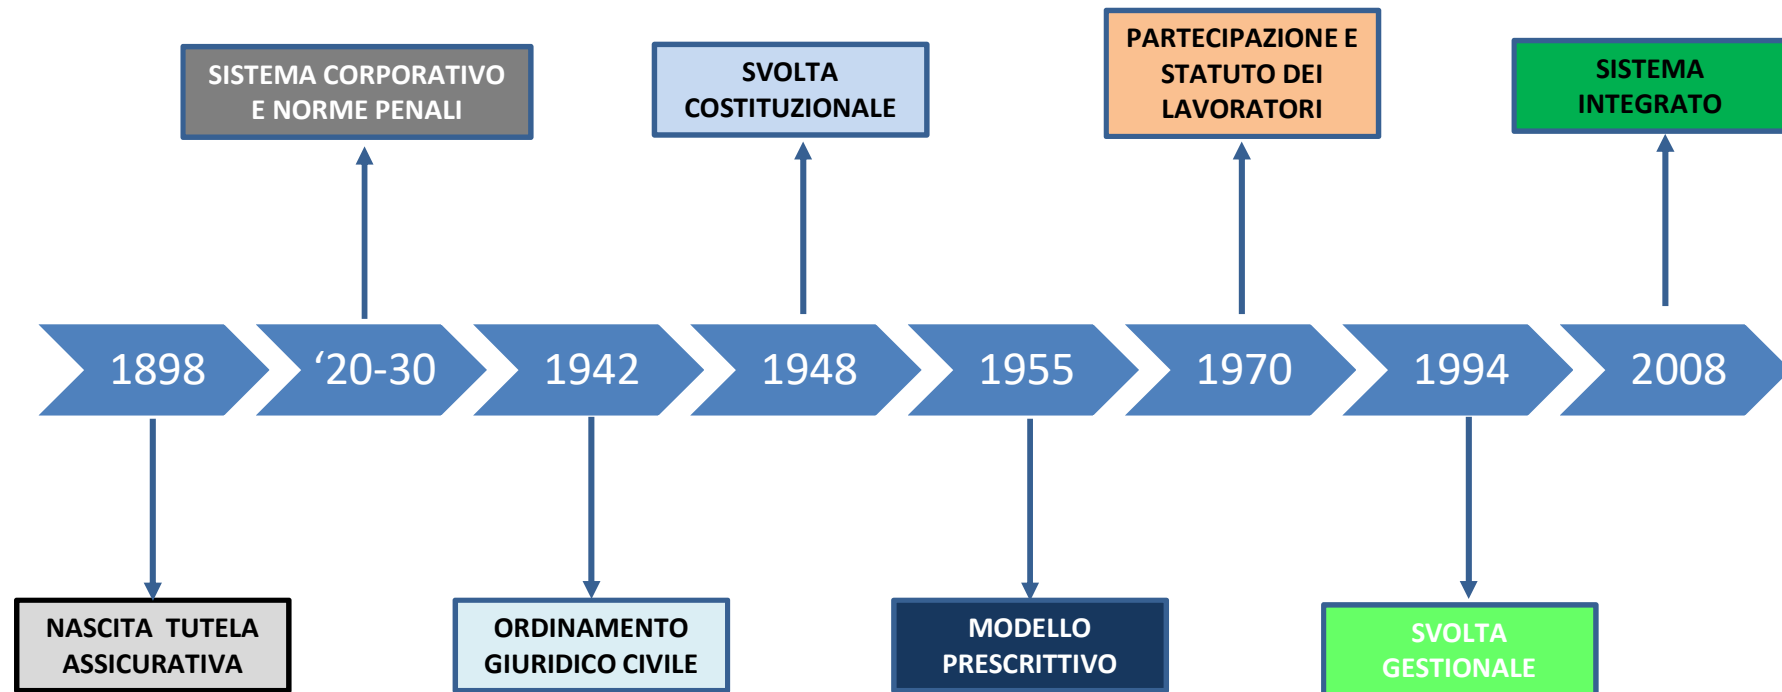 SISTEMA CORPORATIVO
E NORME PENALI
SVOLTA
COSTITUZIONALE
PARTECIPAZIONE E
STATUTO DEI
LAVORATORI
SISTEMA
INTEGRATO
1898
‘20-30
1942
1948
1955
1970
1994
2008
NASCITA TUTELA
ASSICURATIVA
ORDINAMENTO
GIURIDICO CIVILE
MODELLO
PRESCRITTIVO
SVOLTA
GESTIONALE